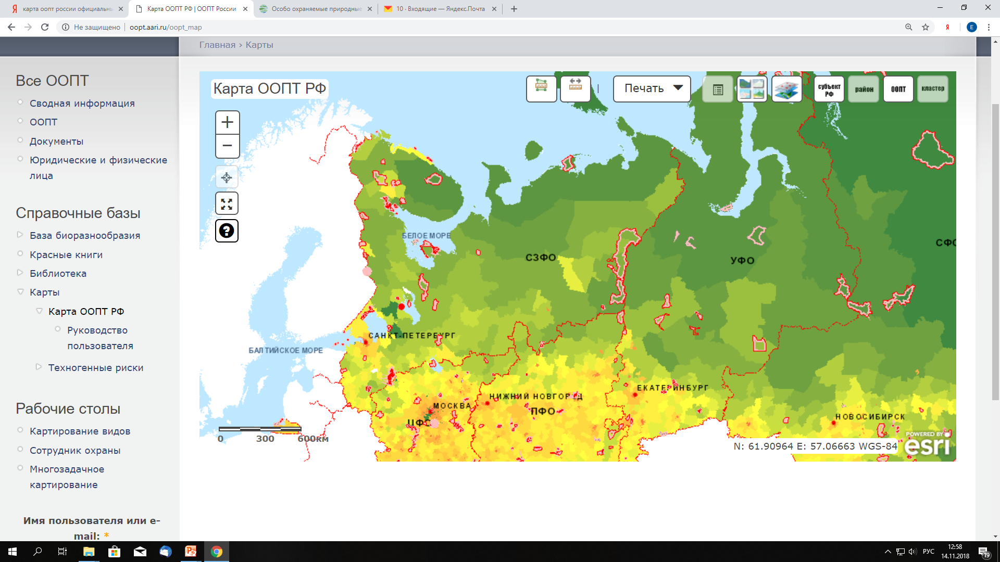 карта оопт россии официальнь
Карта ООПТ РФ | ООПТ России
Особо охраняемые природные
10 · Входящие — Яндекс.Почта
Не защищено
oopt.aari.ru/oopt_map
Я
E
Главная › Карты
Все ООПТ
Сводная информация
ООПТ
Документы
Юридические и физические
лица
Справочные базы
База биоразнообразия
Красные книги
Библиотека
Карты
Карта ООПТ РФ
Руководство
пользователя
Техногенные риски
Рабочие столы
Картирование видов
Сотрудник охраны
Многозадачное
картирование
Имя пользователя или e-
mail: *
Карта ООПТ РФ
Печать
субъект
РФ
район
ООПТ
кластер
+
−
?
БЕЛОЕ МОРЕ
СЗФО
УФО
СФО
САНКТ-ПЕТЕРБУРГ
БАЛТИЙСКОЕ МОРЕ
ЕКАТЕРИНБУРГ
НИЖНИЙ НОВГОРОД
МОСКВА
ПФО
ЦФО
НОВОСИБИРСК
0 300 600км
POWERED BY
esri
N: 61.90964 E: 57.06663 WGS-84
РУС
12:58
14.11.2018
19